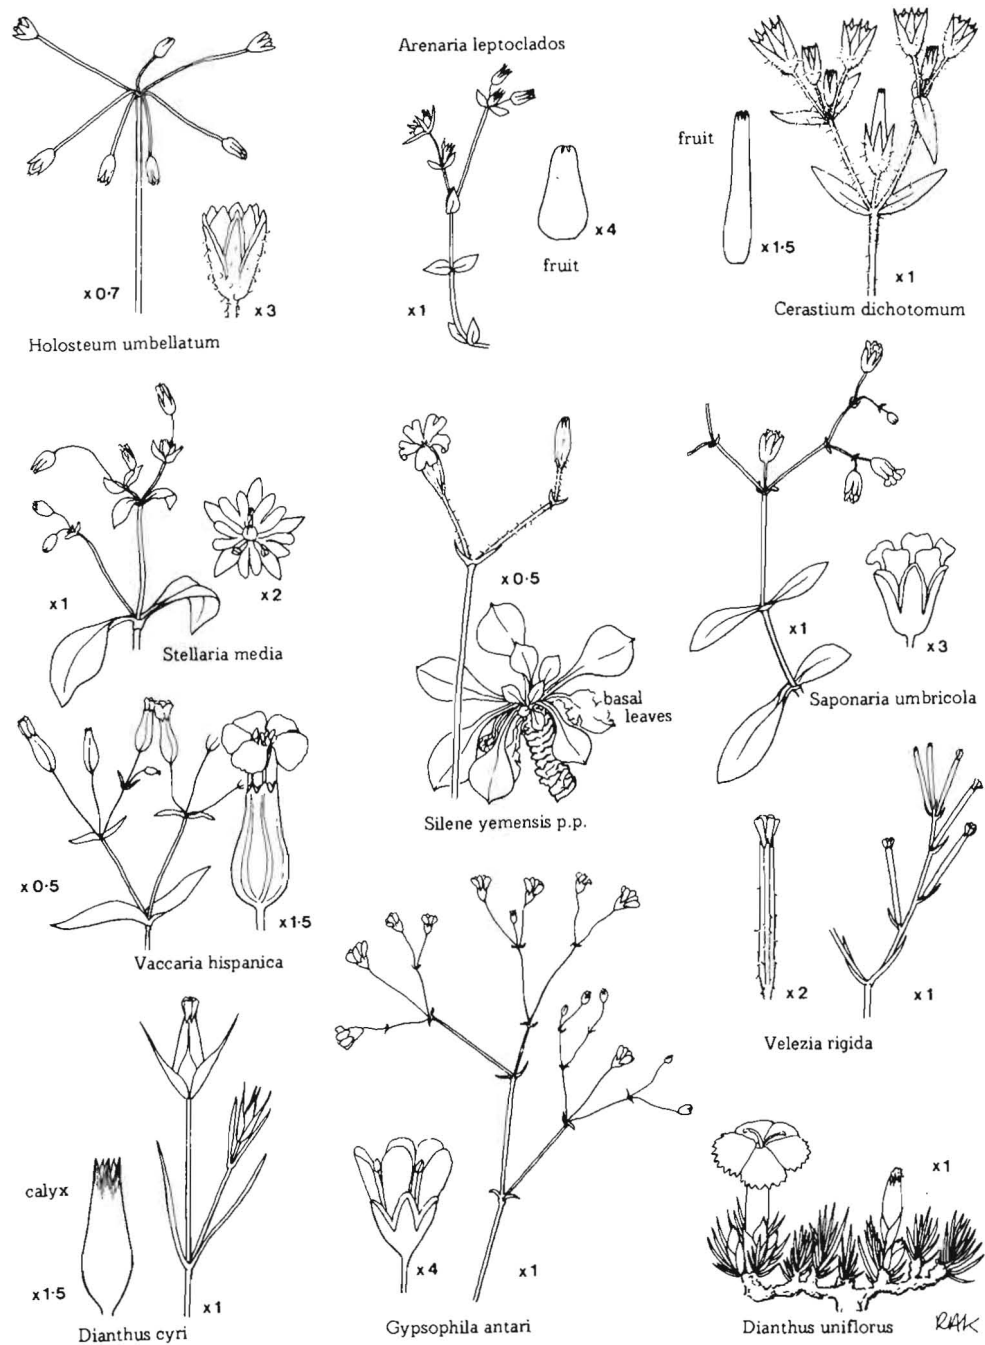 Arenaria leptoclados
fruit
x 0·7
x 3
Holosteum umbellatum
x 4
fruit
x 1
x 1·5
x 1
Cerastium dichotomum
x 1
x 2
Stellaria media
x 0·5
basal
leaves
Silene yemensis p.p.
x 1
x 3
Saponaria umbricola
x 0·5
x 1·5
Vaccaria hispanica
x 2
x 1
Velezia rigida
calyx
x 1·5
x 1
Dianthus cyri
x 4
x 1
Gypsophila antari
x 1
Dianthus uniflorus
RAK